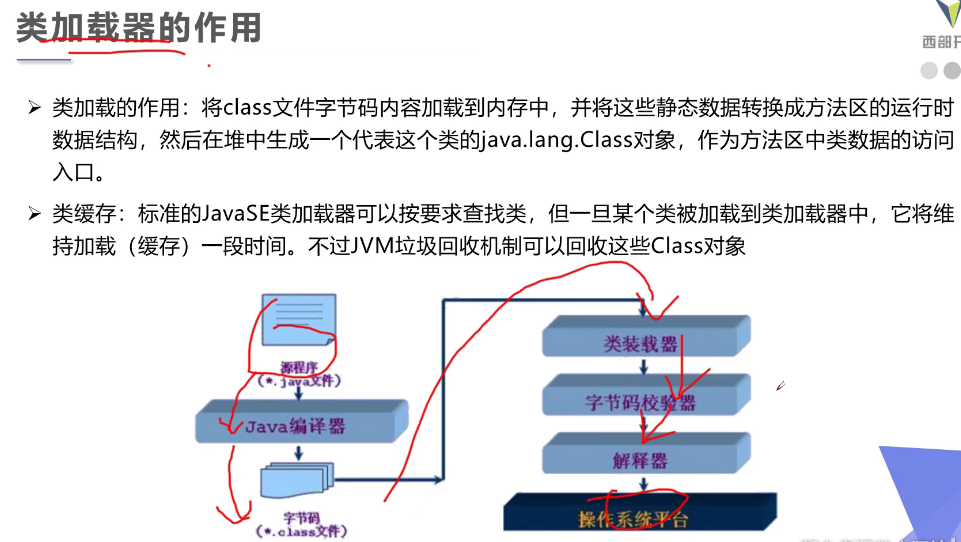 类加载器的作用
西部开
类加载的作用：将class文件字节码内容加载到内存中，并将这些静态数据转换成方法区的运行时
数据结构，然后在堆中生成一个代表这个类的java.lang.Class对象，作为方法区中类数据的访问
入口。
类缓存：标准的JavaSE类加载器可以按要求查找类，但一旦某个类被加载到类加载器中，它将维
持加载（缓存）一段时间。不过JVM垃圾回收机制可以回收这些Class对象
源程序
（*.java文件）
Java编译器
字节码
（*.class文件）
类装载器
字节码校验器
解释器
操作系统平台